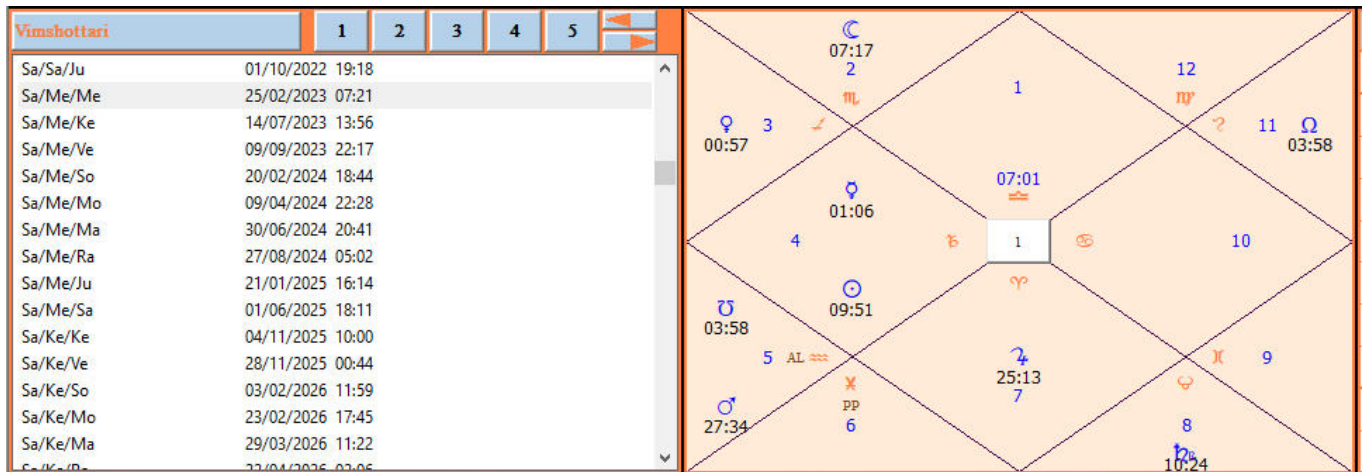 Vimshottari 1 2 3 4 5
Sa/Sa/Ju 01/10/2022 19:18
Sa/Me/Me 25/02/2023 07:21
Sa/Me/Ke 14/07/2023 13:56
Sa/Me/Ve 09/09/2023 22:17
Sa/Me/So 20/02/2024 18:44
Sa/Me/Mo 09/04/2024 22:28
Sa/Me/Ma 30/06/2024 20:41
Sa/Me/Ra 27/08/2024 05:02
Sa/Me/Ju 21/01/2025 16:14
Sa/Me/Sa 01/06/2025 18:11
Sa/Ke/Ke 04/11/2025 10:00
Sa/Ke/Ve 28/11/2025 00:44
Sa/Ke/So 03/02/2026 11:59
Sa/Ke/Mo 23/02/2026 17:45
Sa/Ke/Ma 29/03/2026 11:22
☾
07:17
2
♏
1
12
♍
♀ 3
00:57
11 ☊
03:58
☿
01:06
07:01
♎
4 ♑
1
♋ 10
♈
☉
09:51
☋
03:58
5 AL ♒
♃
25:13
7
♊ 9
PP
6
♂
27:34
♉
8
♄R
10:24